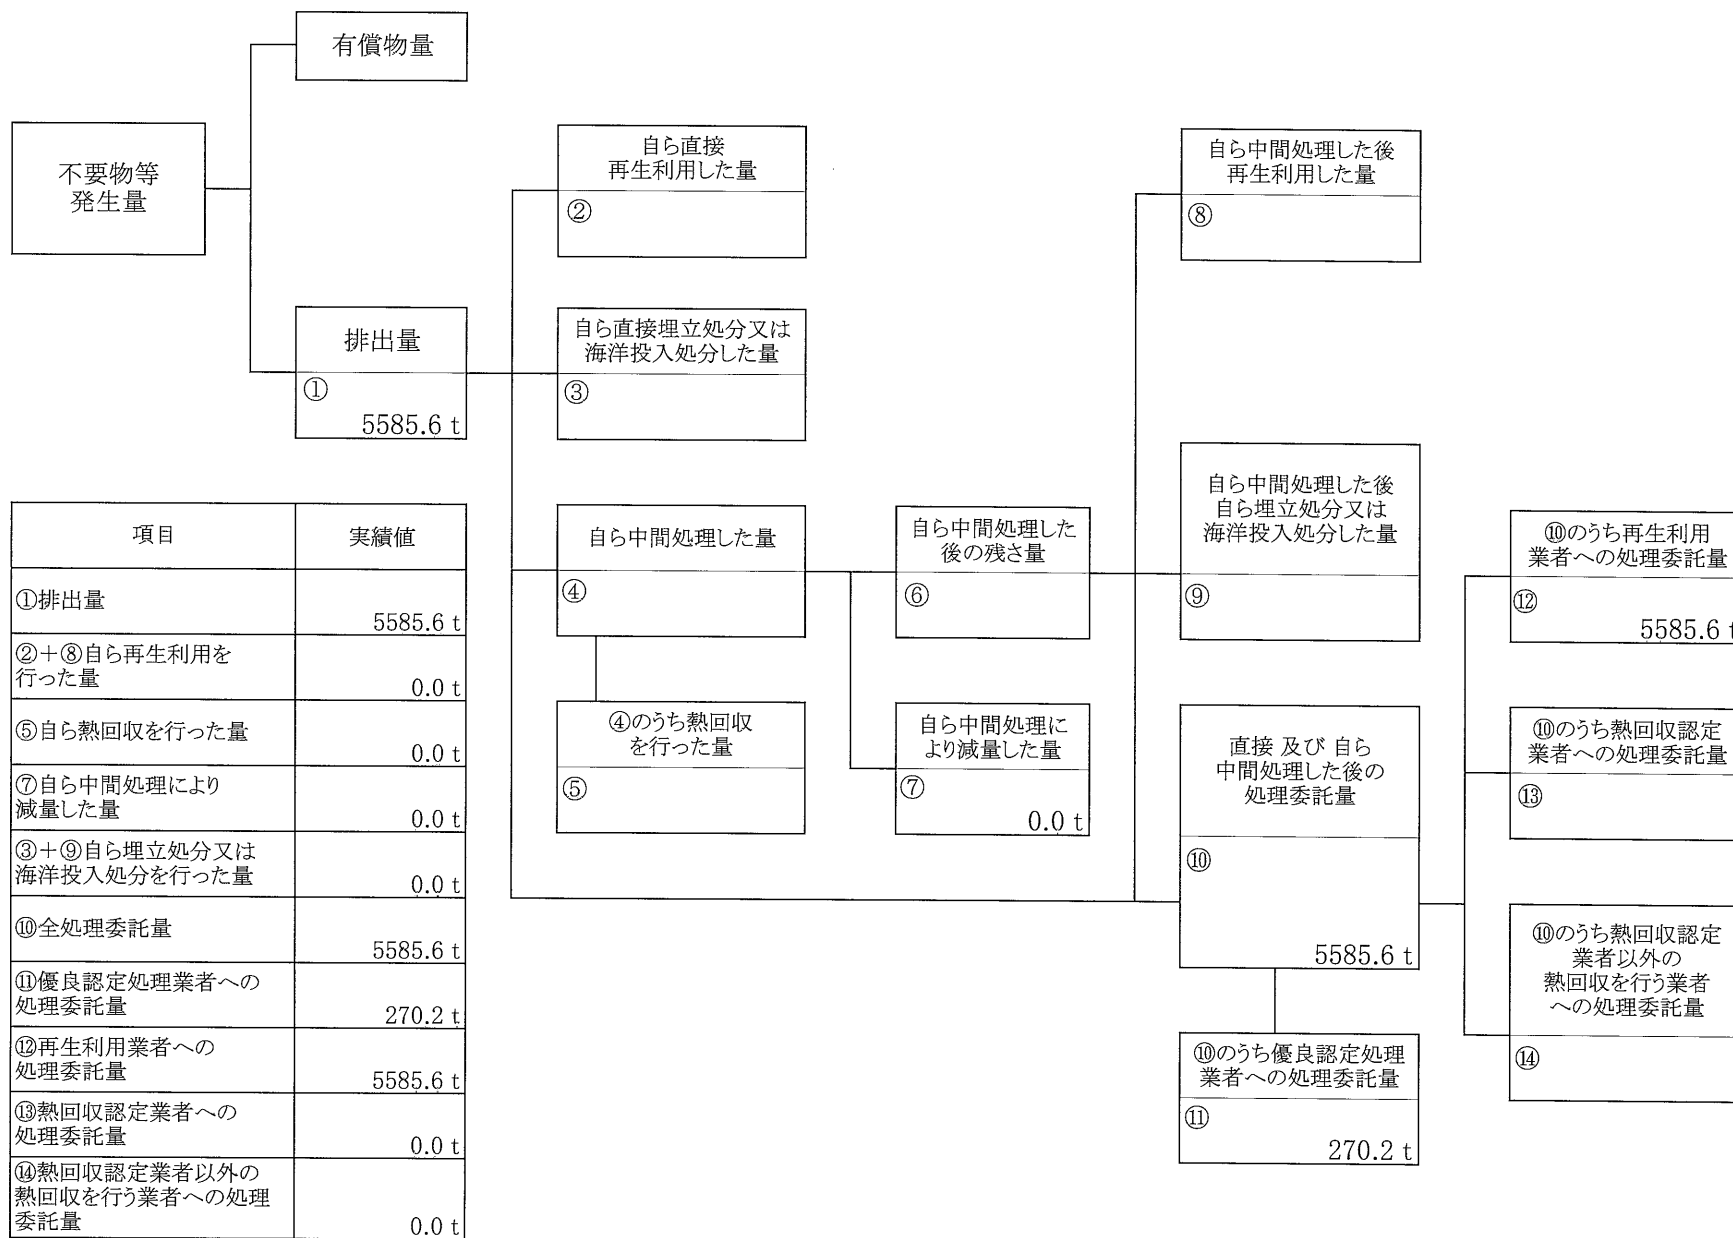 有償物量
不要物等
発生量
排出量
①
5585.6 t
自ら直接
再生利用した量
②
自ら直接埋立処分又は
海洋投入処分した量
③
自ら中間処理した量
④
④のうち熱回収
を行った量
⑤
自ら中間処理した
後の残さ量
⑥
自ら中間処理に
より減量した量
⑦
0.0 t
自ら中間処理した後
再生利用した量
⑧
自ら中間処理した後
自ら埋立処分又は
海洋投入処分した量
⑨
直接 及び 自ら
中間処理した後の
処理委託量
⑩
5585.6 t
⑩のうち優良認定処理
業者への処理委託量
⑪
270.2 t
⑩のうち再生利用
業者への処理委託量
⑫
5585.6 t
⑩のうち熱回収認定
業者への処理委託量
⑬
⑩のうち熱回収認定
業者以外の
熱回収を行う業者
への処理委託量
⑭
項目 実績値
①排出量 5585.6 t
②+⑧自ら再生利用を
行った量 0.0 t
⑤自ら熱回収を行った量 0.0 t
⑦自ら中間処理により
減量した量 0.0 t
③+⑨自ら埋立処分又は
海洋投入処分を行った量 0.0 t
⑩全処理委託量 5585.6 t
⑪優良認定処理業者への
処理委託量 270.2 t
⑫再生利用業者への
処理委託量 5585.6 t
⑬熱回収認定業者への
処理委託量 0.0 t
⑭熱回収認定業者以外の
熱回収を行う業者への処理
委託量 0.0 t